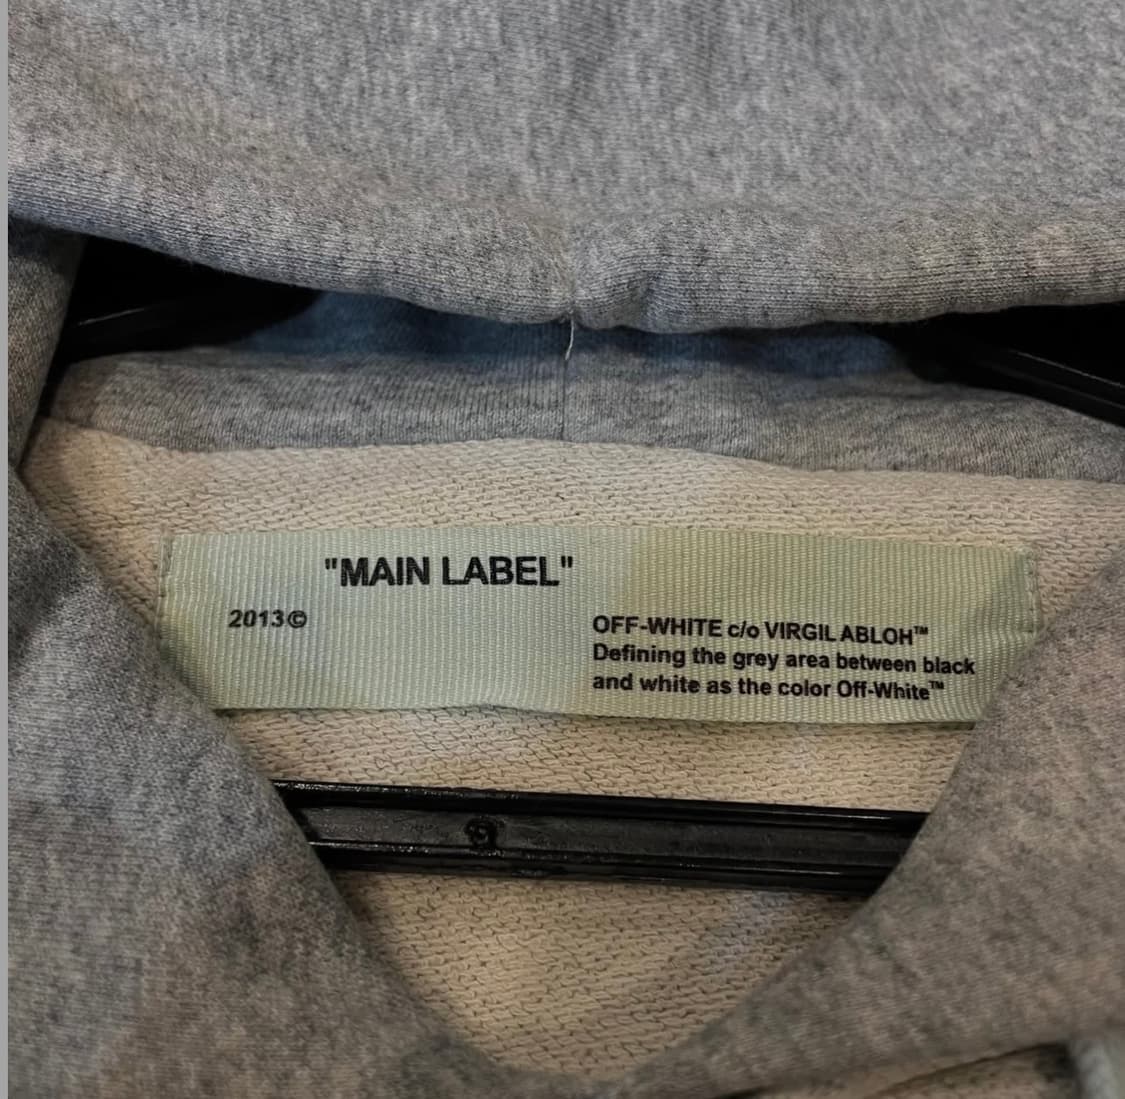 "MAIN LABEL"
2013©
OFF-WHITE c/o VIRGIL ABLOH™
Defining the grey area between black
and white as the color Off-White™